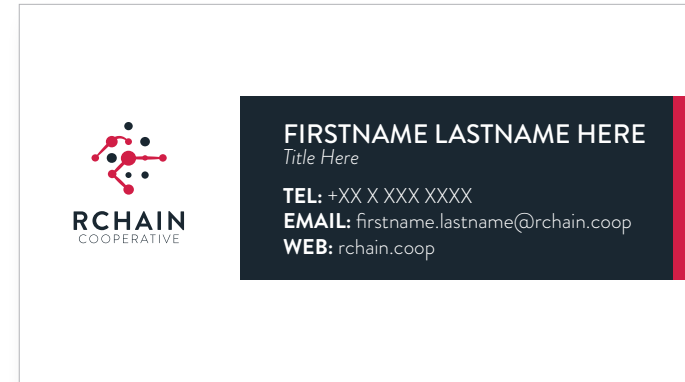 RCHAIN
COOPERATIVE
FIRSTNAME LASTNAME HERE
Title Here
TEL: +XX X XXX XXXX
EMAIL: firstname.lastname@rchain.coop
WEB: rchain.coop